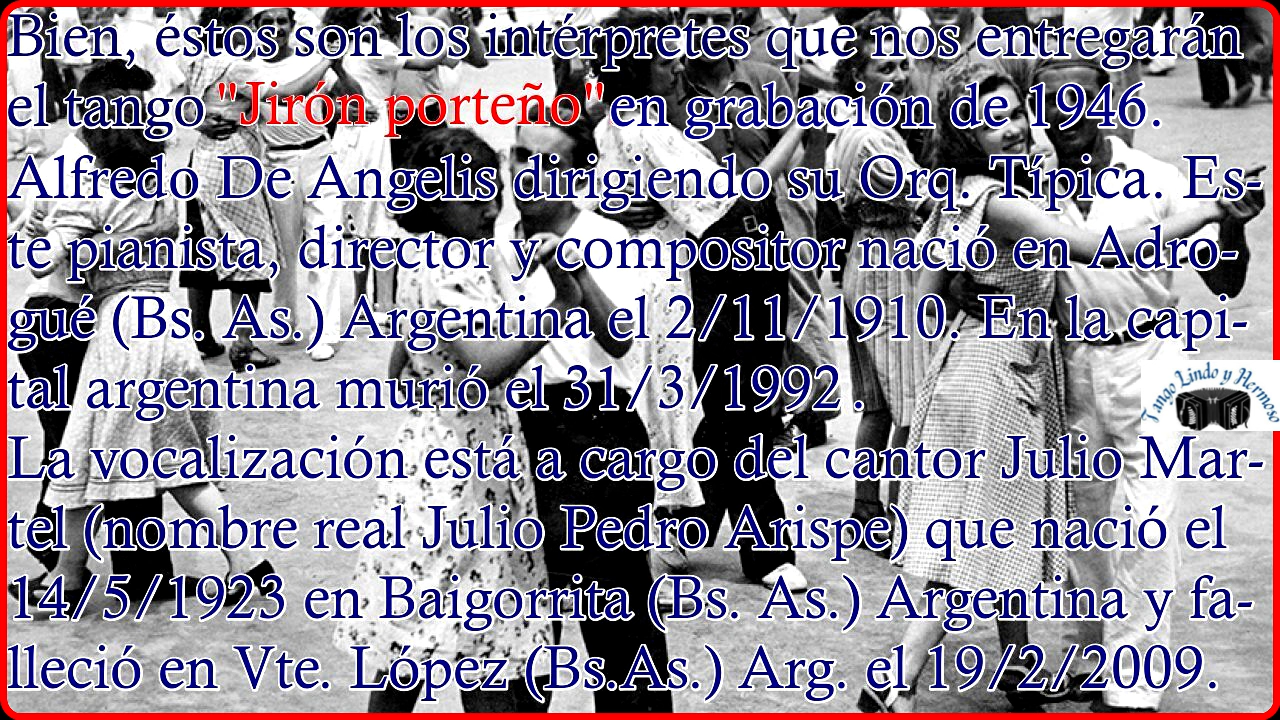 Bien, éstos son los intérpretes que nos entregarán
el tango "Jirón porteño" en grabación de 1946.
Alfredo De Angelis dirigiendo su Orq. Típica. Es-
te pianista, director y compositor nació en Adro-
gué (Bs. As.) Argentina el 2/11/1910. En la capi-
tal argentina murió el 31/3/1992.
Tango Lindo y Hermoso
La vocalización está a cargo del cantor Julio Mar-
tel (nombre real Julio Pedro Arispe) que nació el
14/5/1923 en Baigorrita (Bs. As.) Argentina y fa-
lleció en Vte. López (Bs.As.) Arg. el 19/2/2009.